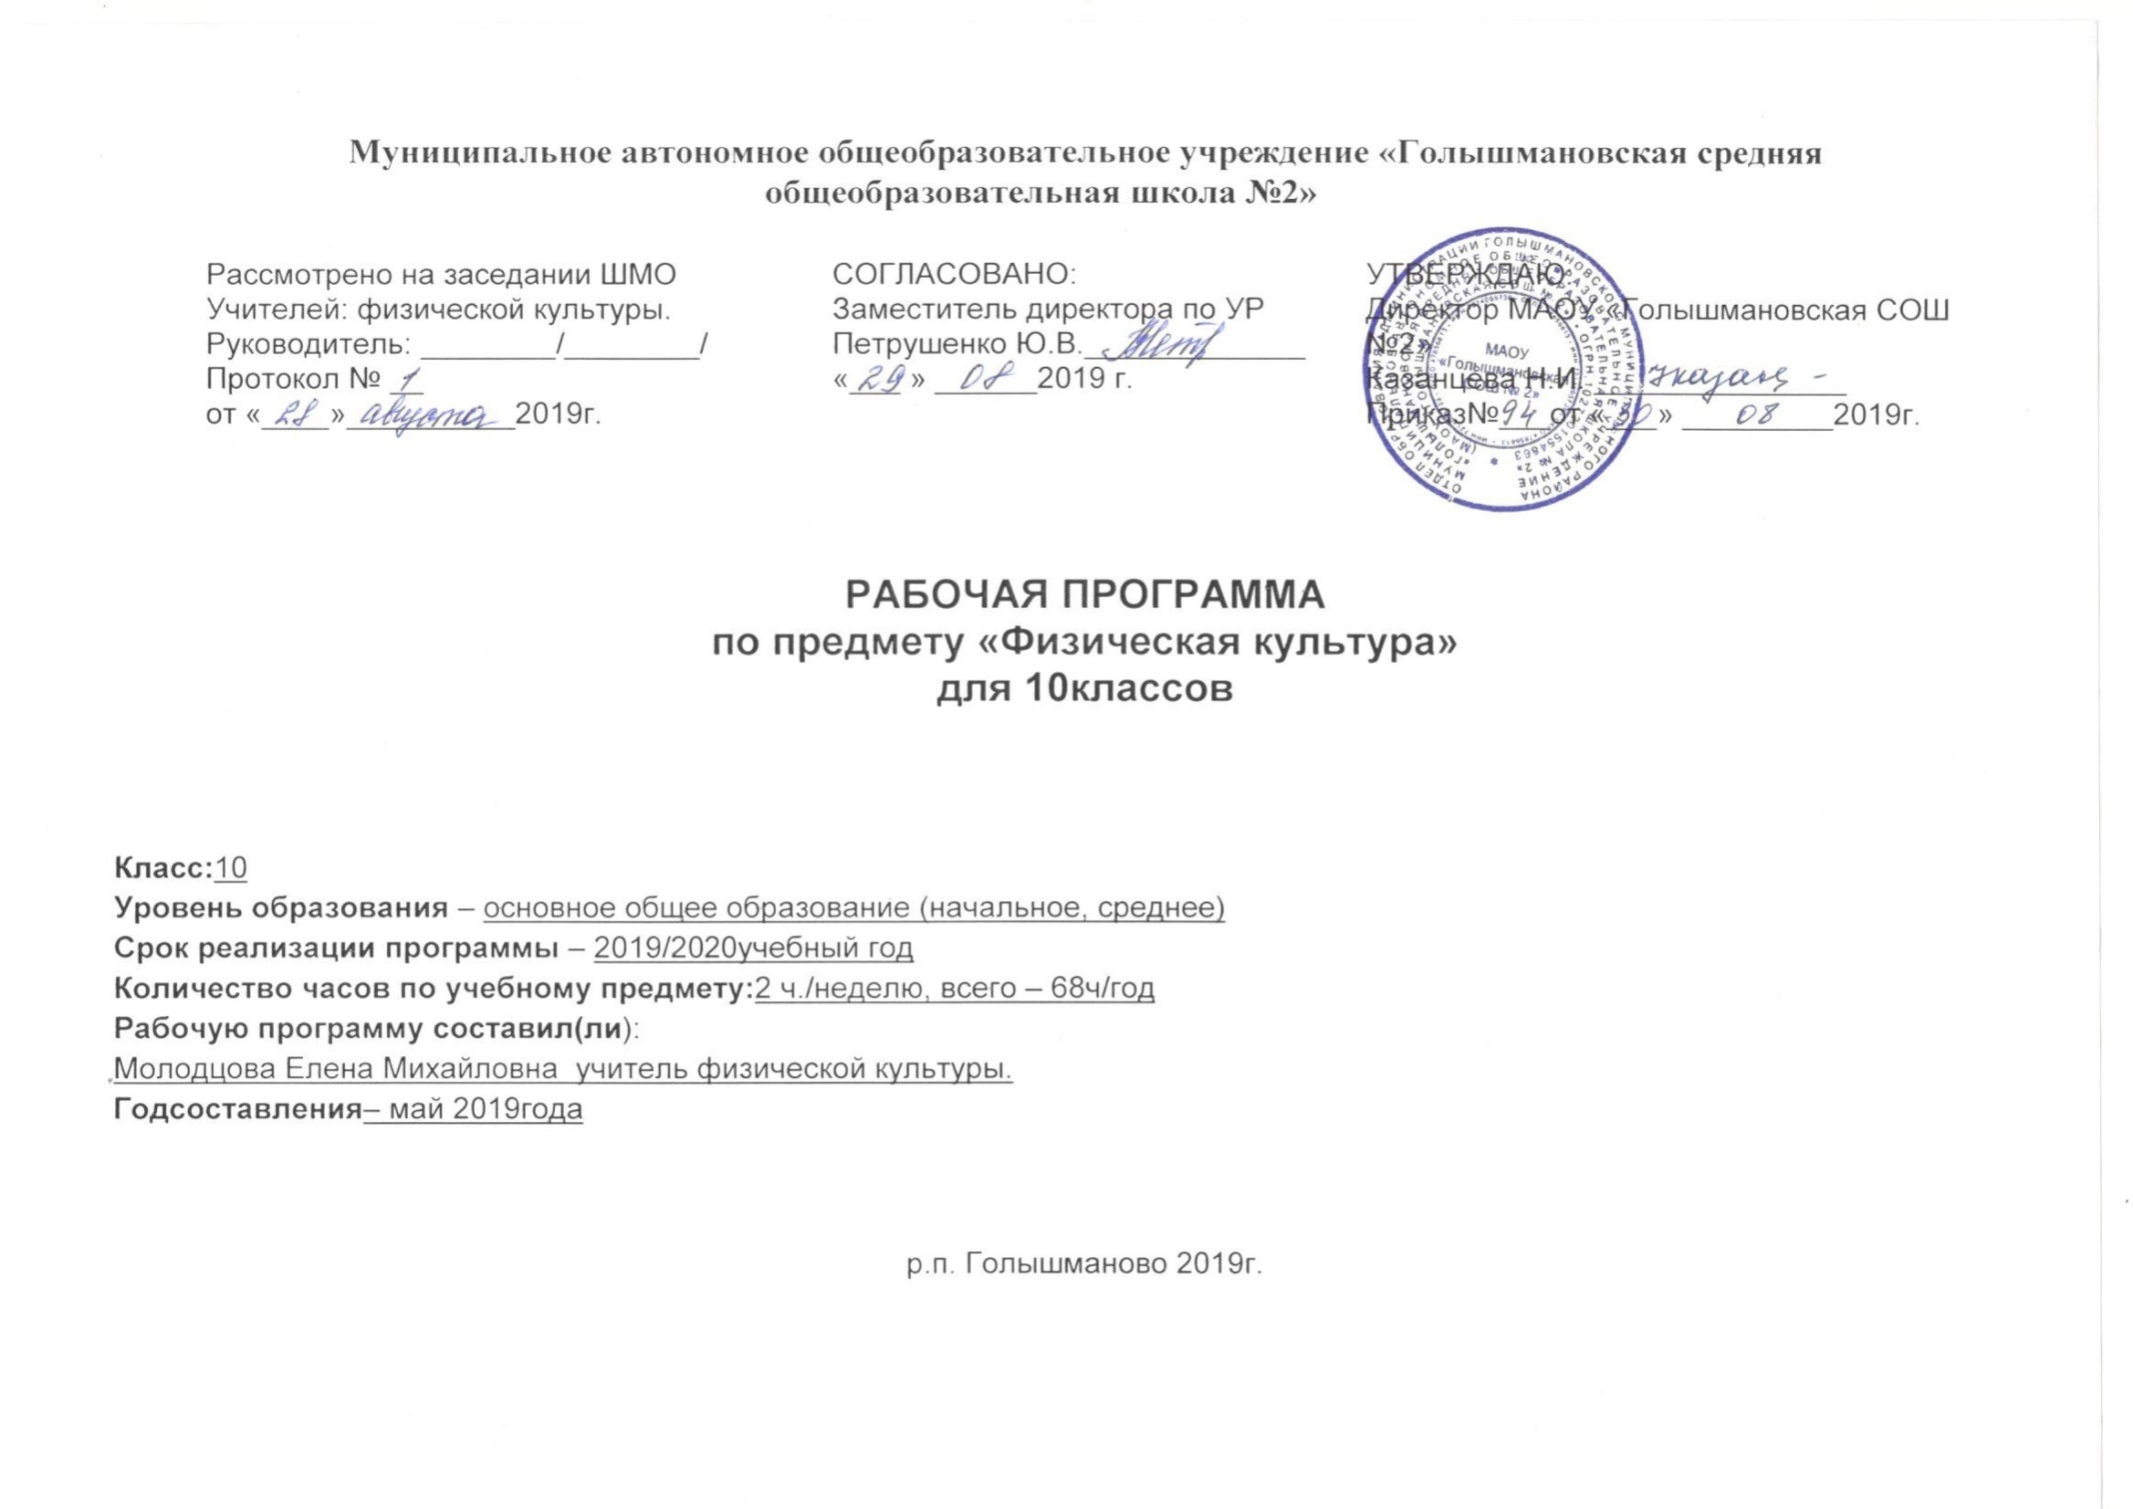 Муниципальное автономное общеобразовательное учреждение «Голышмановская средняя
общеобразовательная школа №2»
Рассмотрено на заседании ШМО
Учителей: физической культуры.
Руководитель: ________/________/
Протокол № 1
от «28» августа 2019г.
СОГЛАСОВАНО:
Заместитель директора по УР
Петрушенко Ю.В.
«29» 08 2019 г.
УТВЕРЖДАЮ:
Директор МАОУ «Голышмановская СОШ
№2»
Казанцева Н.И.
Приказ№94 от «30» 08 2019г.
МАОУ
«Голышмановская
СОШ № 2»
РАБОЧАЯ ПРОГРАММА
по предмету «Физическая культура»
для 10классов
Класс:10
Уровень образования – основное общее образование (начальное, среднее)
Срок реализации программы – 2019/2020учебный год
Количество часов по учебному предмету:2 ч./неделю, всего – 68ч/год
Рабочую программу составил(ли):
Молодцова Елена Михайловна учитель физической культуры.
Годсоставления– май 2019года
р.п. Голышманово 2019г.